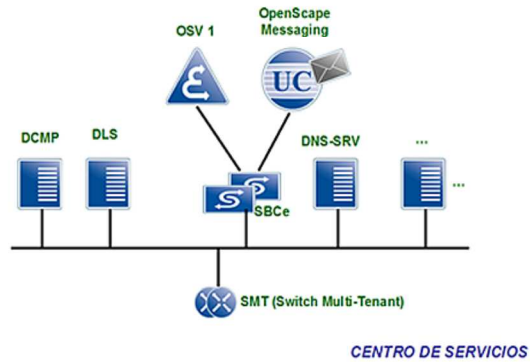 OpenScape
Messaging
OSV 1
UC
DCMP
DLS
DNS-SRV
...
...
SBCe
SMT (Switch Multi-Tenant)
CENTRO DE SERVICIOS